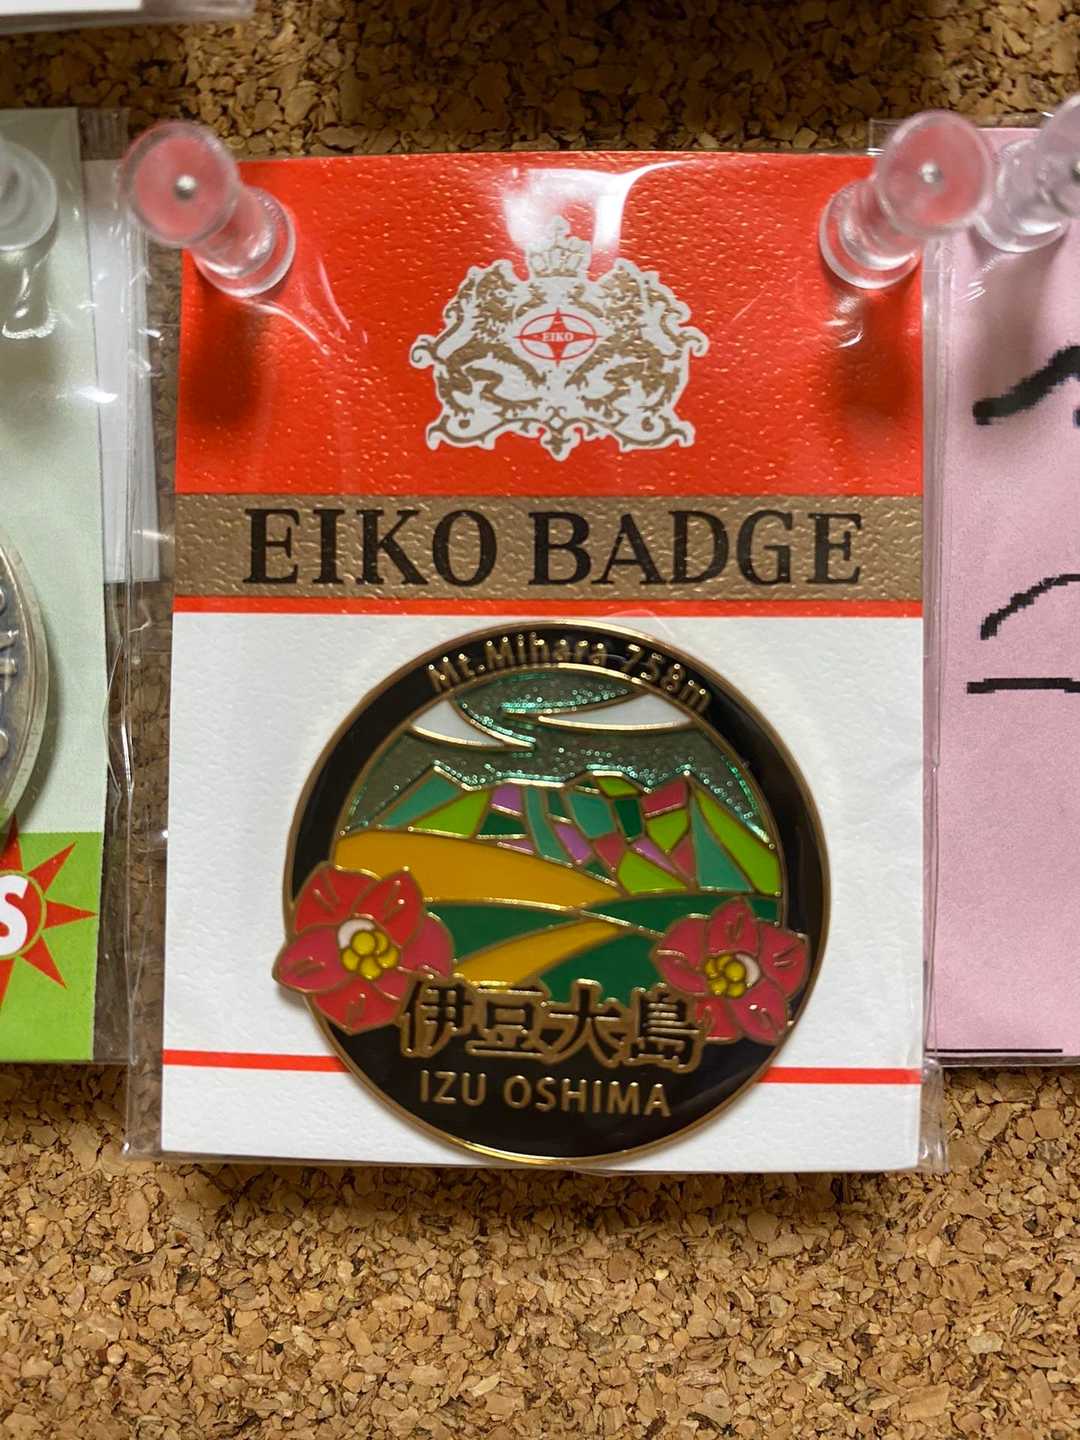 EIKO
EIKO BADGE
Mt.Mihara 758m
伊豆大島
IZU OSHIMA
S